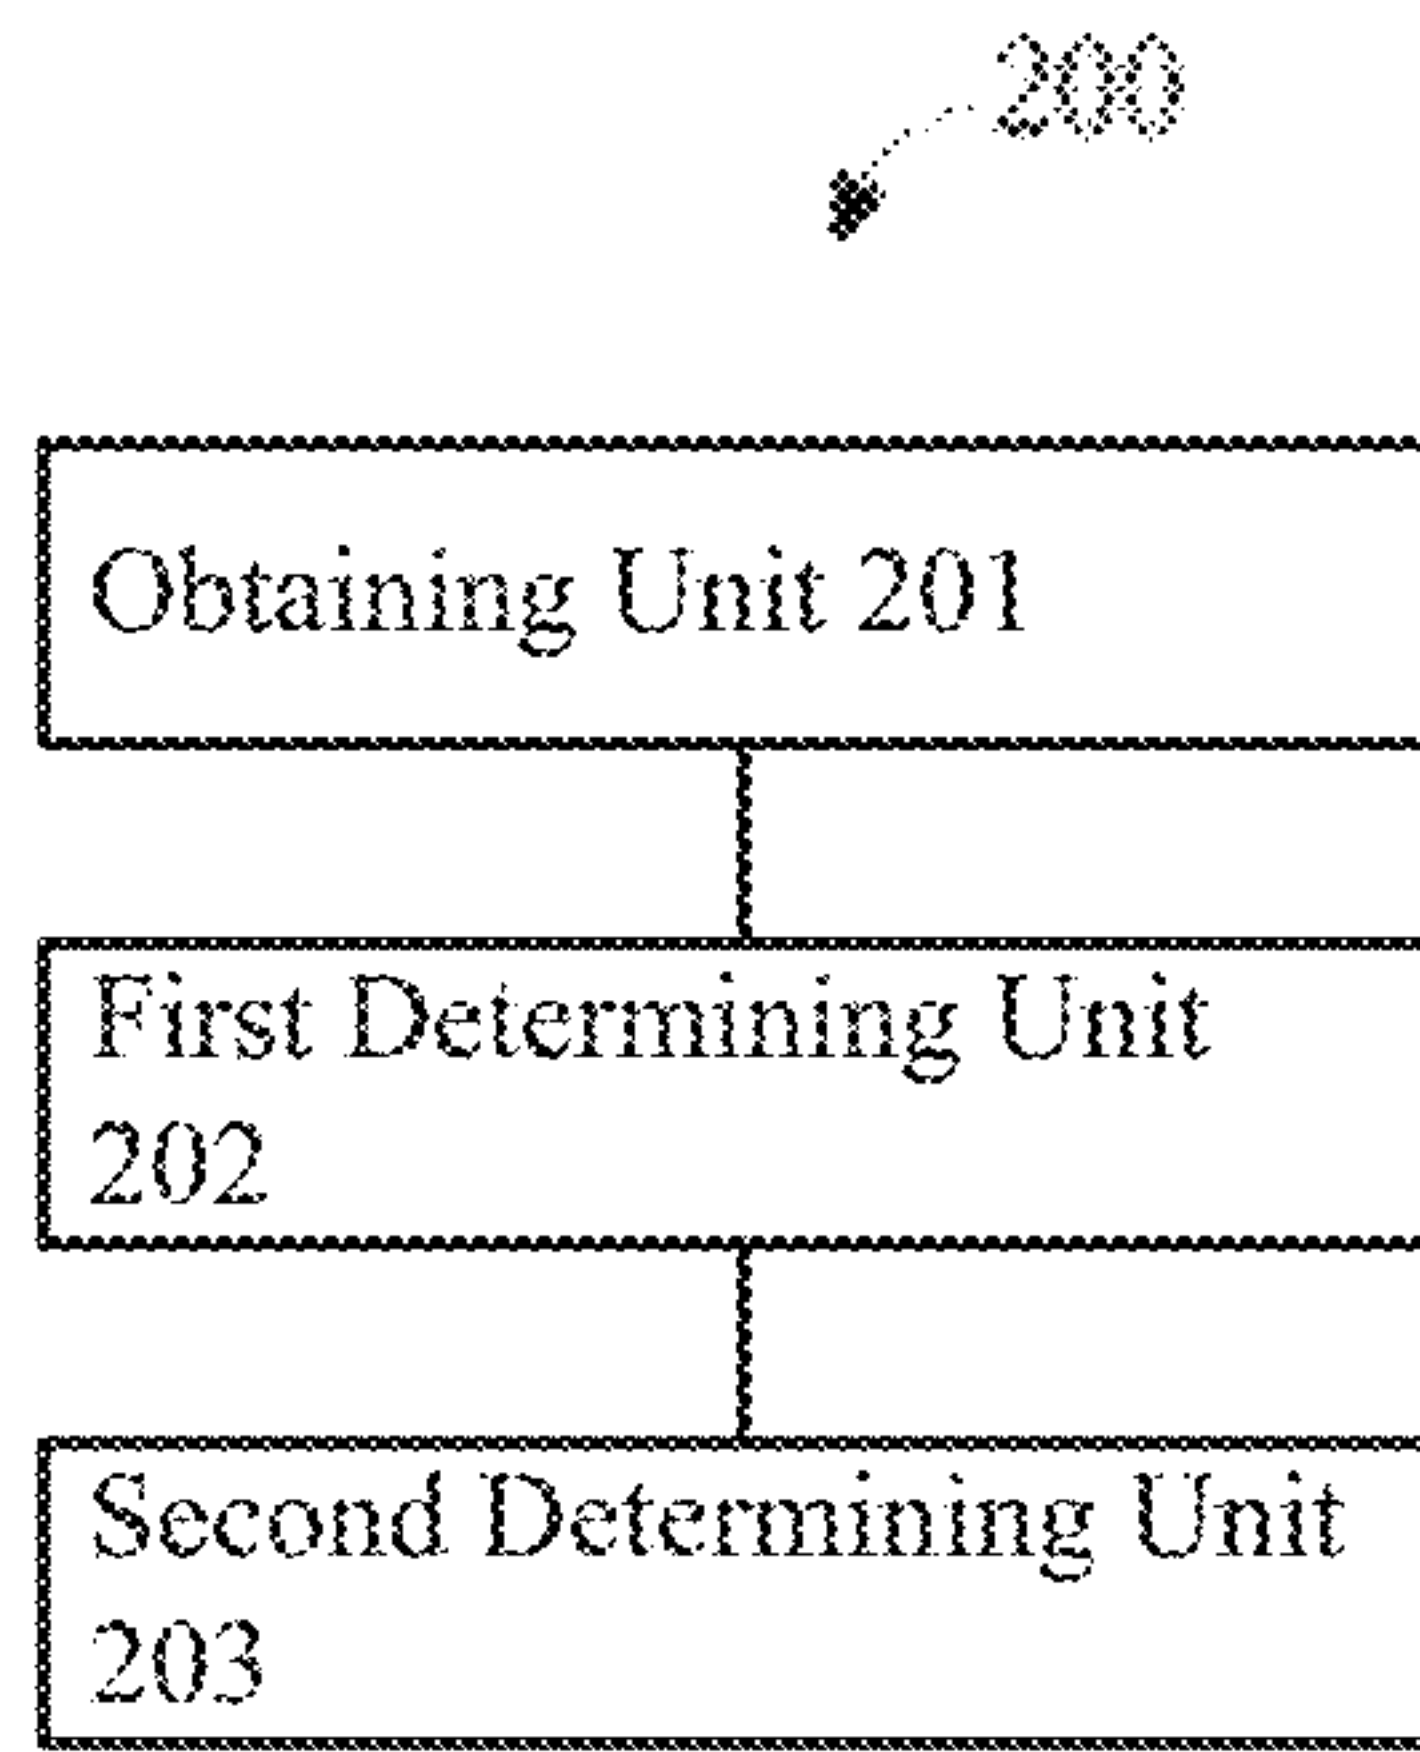 200
Obtaining Unit 201
First Determining Unit
202
Second Determining Unit
203